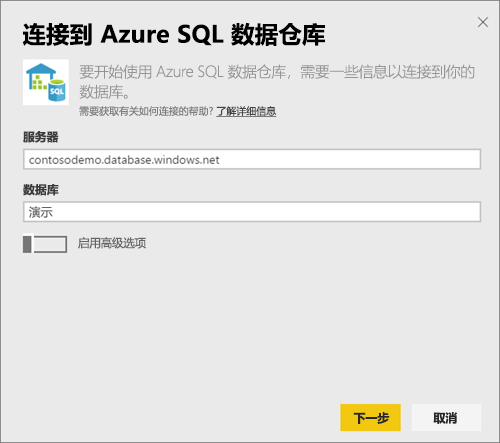 连接到 Azure SQL 数据仓库
SQL
要开始使用 Azure SQL 数据仓库，需要一些信息以连接到你的
数据库。
需要获取有关如何连接的帮助? 了解详细信息
服务器
contosodemo.database.windows.net
数据库
演示
启用高级选项
下一步
取消